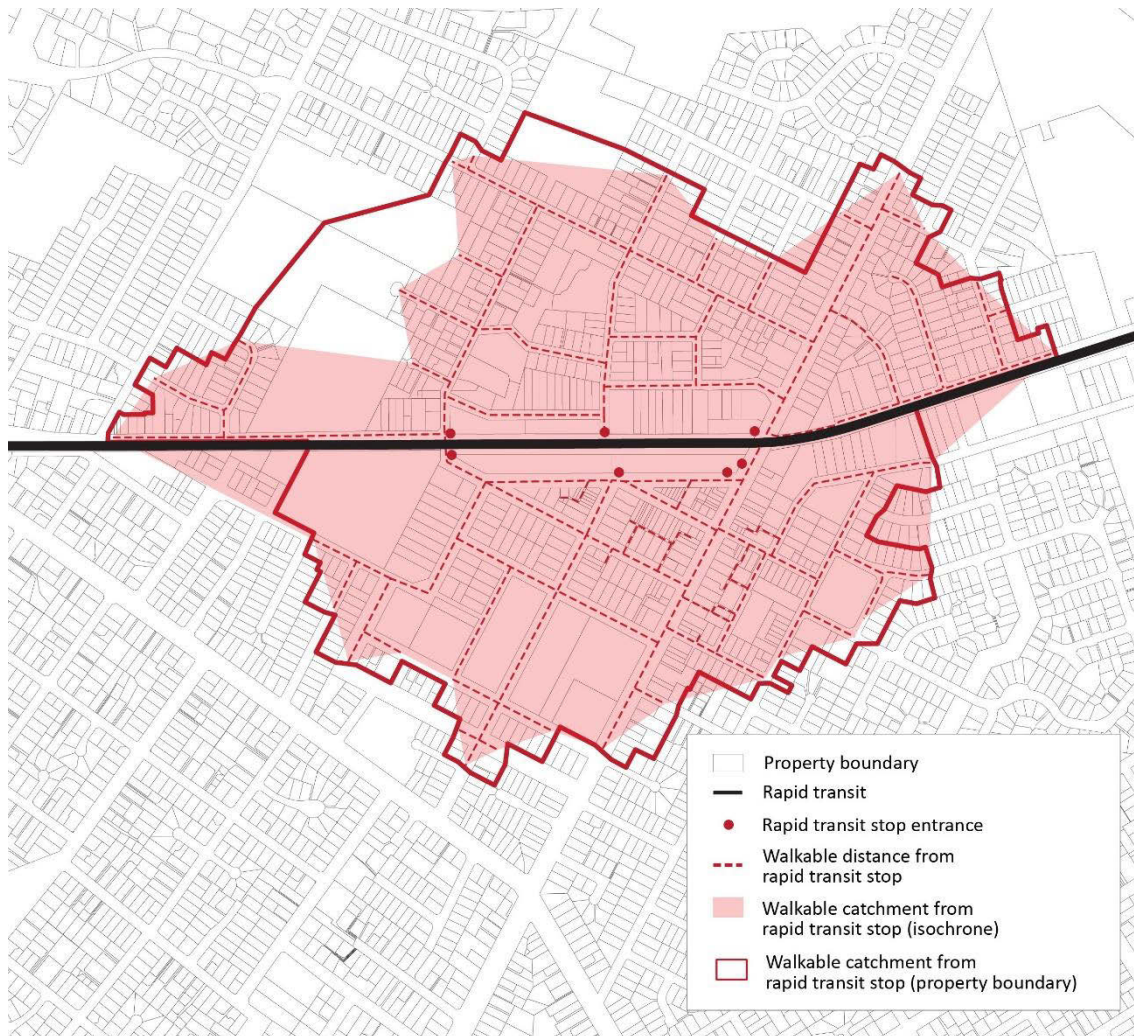 Property boundary
Rapid transit
Rapid transit stop entrance
Walkable distance from
rapid transit stop
Walkable catchment from
rapid transit stop (isochrone)
Walkable catchment from
rapid transit stop (property boundary)